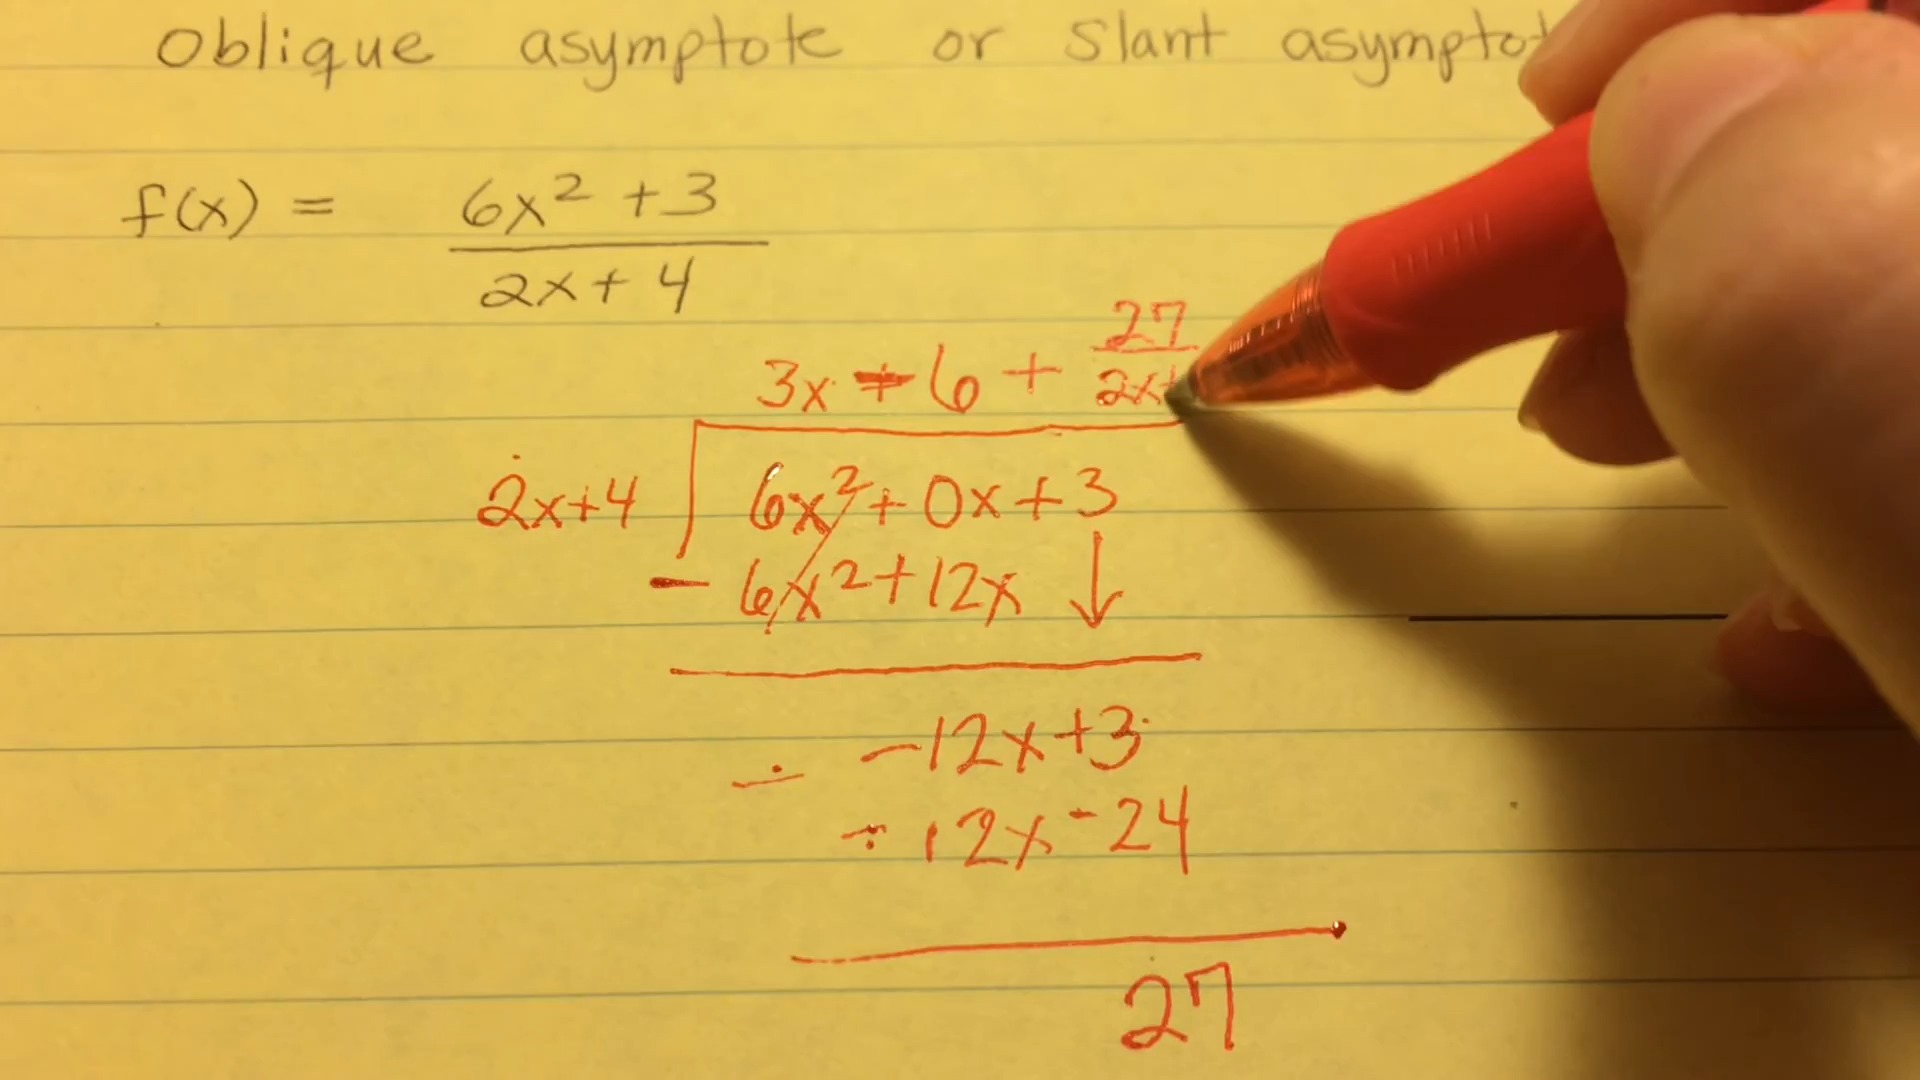 Oblique asymptote or Slant asymptot
f(x) = 6x² + 3
2x + 4
27
3x - 6 + 2x+
2x+4 6x² + 0x + 3
- 6x² + 12x
- -12x + 3
- 12x - 24
27